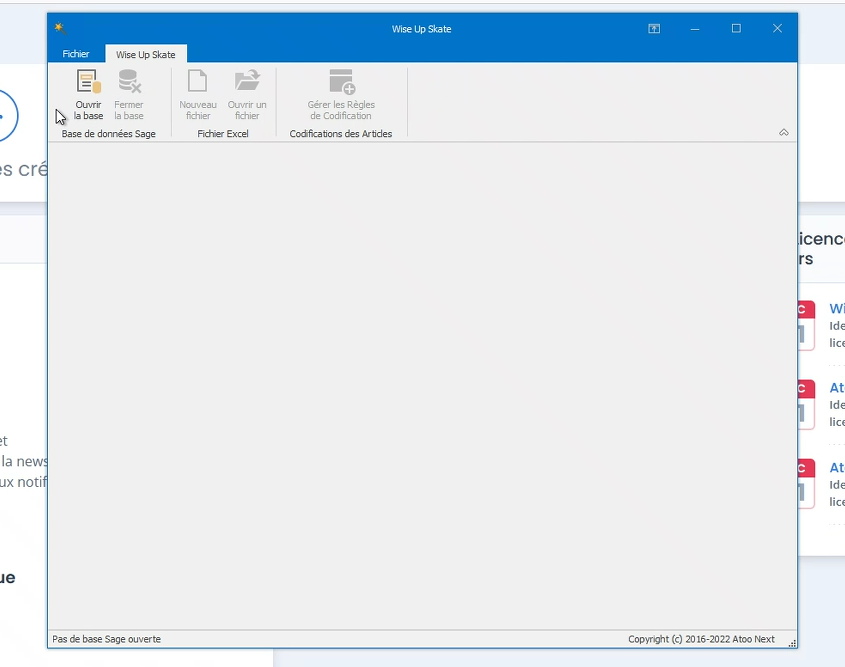 Wise Up Skate
Fichier
Wise Up Skate
Ouvrir
la base
Fermer
la base
Base de données Sage
Nouveau
fichier
Ouvrir un
fichier
Fichier Excel
Gérer les Règles
de Codification
Codifications des Articles
Pas de base Sage ouverte
Copyright (c) 2016-2022 Atoo Next
es cré
et
la news
ux notif
ue
icence
rs
C
Wi
Ide
lice
C
At
Ide
lice
C
At
Ide
lice